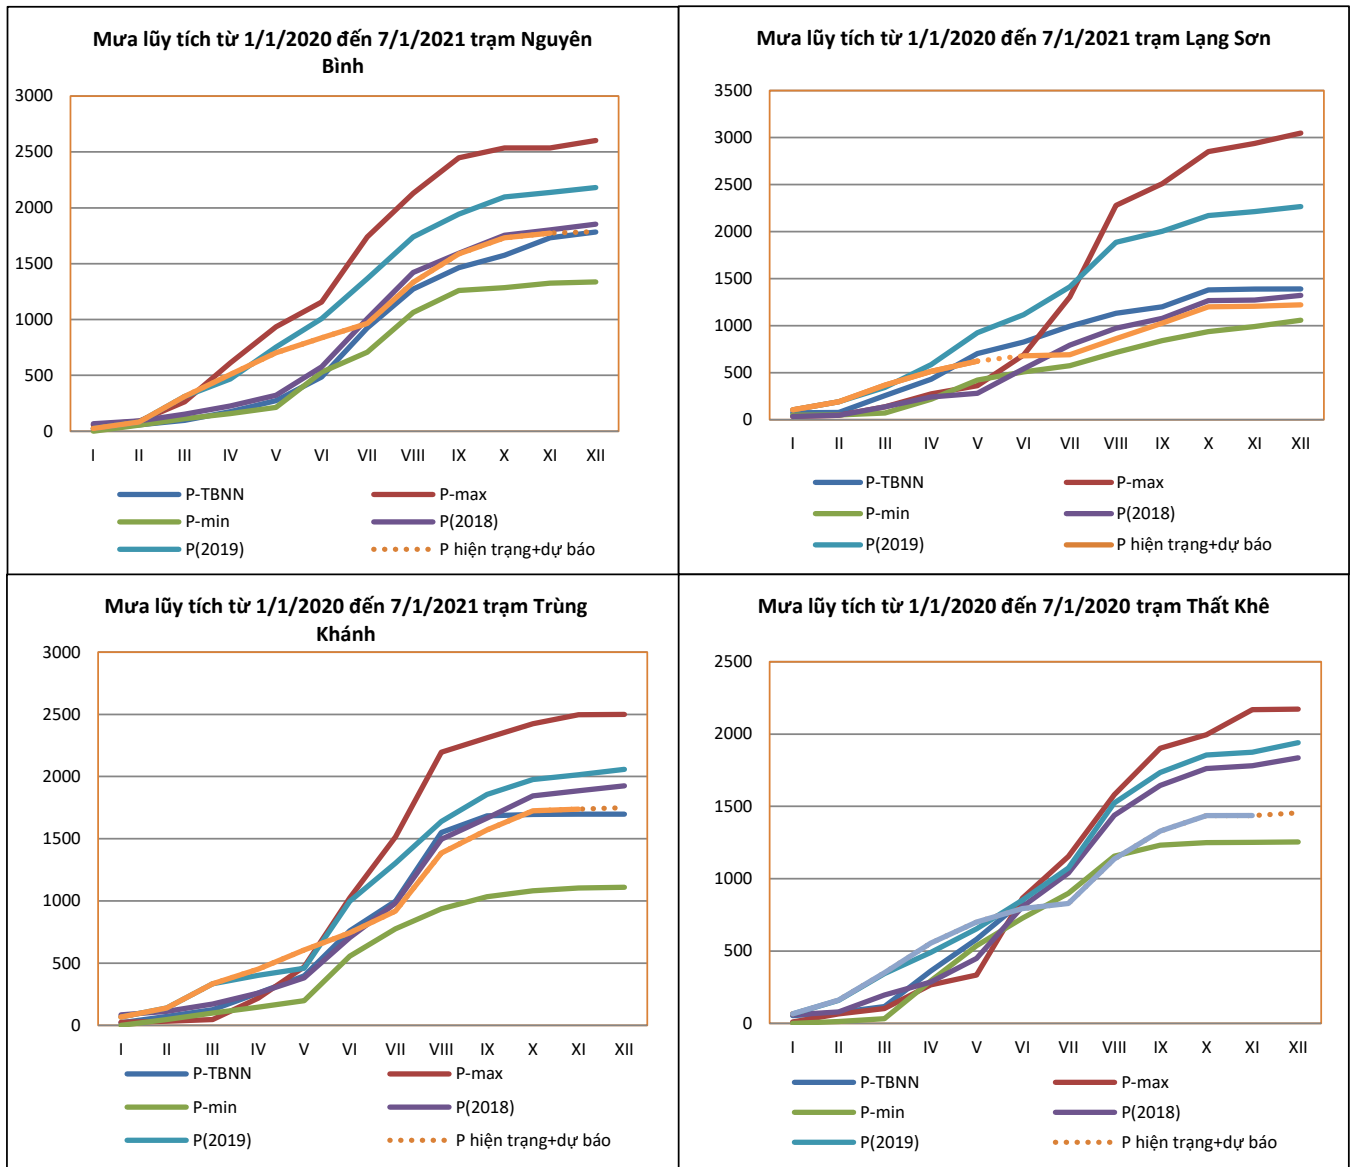 Mưa lũy tích từ 1/1/2020 đến 7/1/2021 trạm Nguyên
Bình
3000
2500
2000
1500
1000
500
0
I II III IV V VI VII VIII IX X XI XII
P-TBNN P-max
P-min P(2018)
P(2019) P hiện trạng+dự báo
Mưa lũy tích từ 1/1/2020 đến 7/1/2021 trạm Lạng Sơn
3500
3000
2500
2000
1500
1000
500
0
I II III IV V VI VII VIII IX X XI XII
P-TBNN P-max
P-min P(2018)
P(2019) P hiện trạng+dự báo
Mưa lũy tích từ 1/1/2020 đến 7/1/2021 trạm Trùng
Khánh
3000
2500
2000
1500
1000
500
0
I II III IV V VI VII VIII IX X XI XII
P-TBNN P-max
P-min P(2018)
P(2019) P hiện trạng+dự báo
Mưa lũy tích từ 1/1/2020 đến 7/1/2020 trạm Thất Khê
2500
2000
1500
1000
500
0
I II III IV V VI VII VIII IX X XI XII
P-TBNN P-max
P-min P(2018)
P(2019) P hiện trạng+dự báo